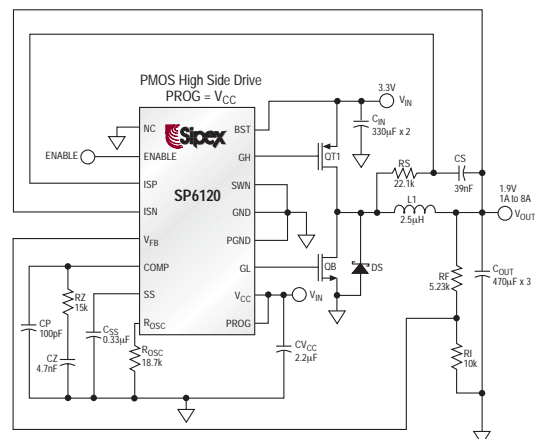 PMOS High Side Drive
PROG = VCC
3.3V
VIN
CIN
330µF x 2
NC
Sipex
BST
ENABLE
ENABLE
GH
QT1
RS
22.1k
CS
39nF
ISP
SP6120
SWN
L1
2.5µH
1.9V
1A to 8A
VOUT
ISN
GND
VFB
PGND
COMP
GL
QB
DS
RF
5.23k
COUT
470µF x 3
RZ
15k
SS
VCC
VIN
CP
100pF
CSS
0.33µF
ROSC
PROG
CZ
4.7nF
ROSC
18.7k
CVCC
2.2µF
RI
10k